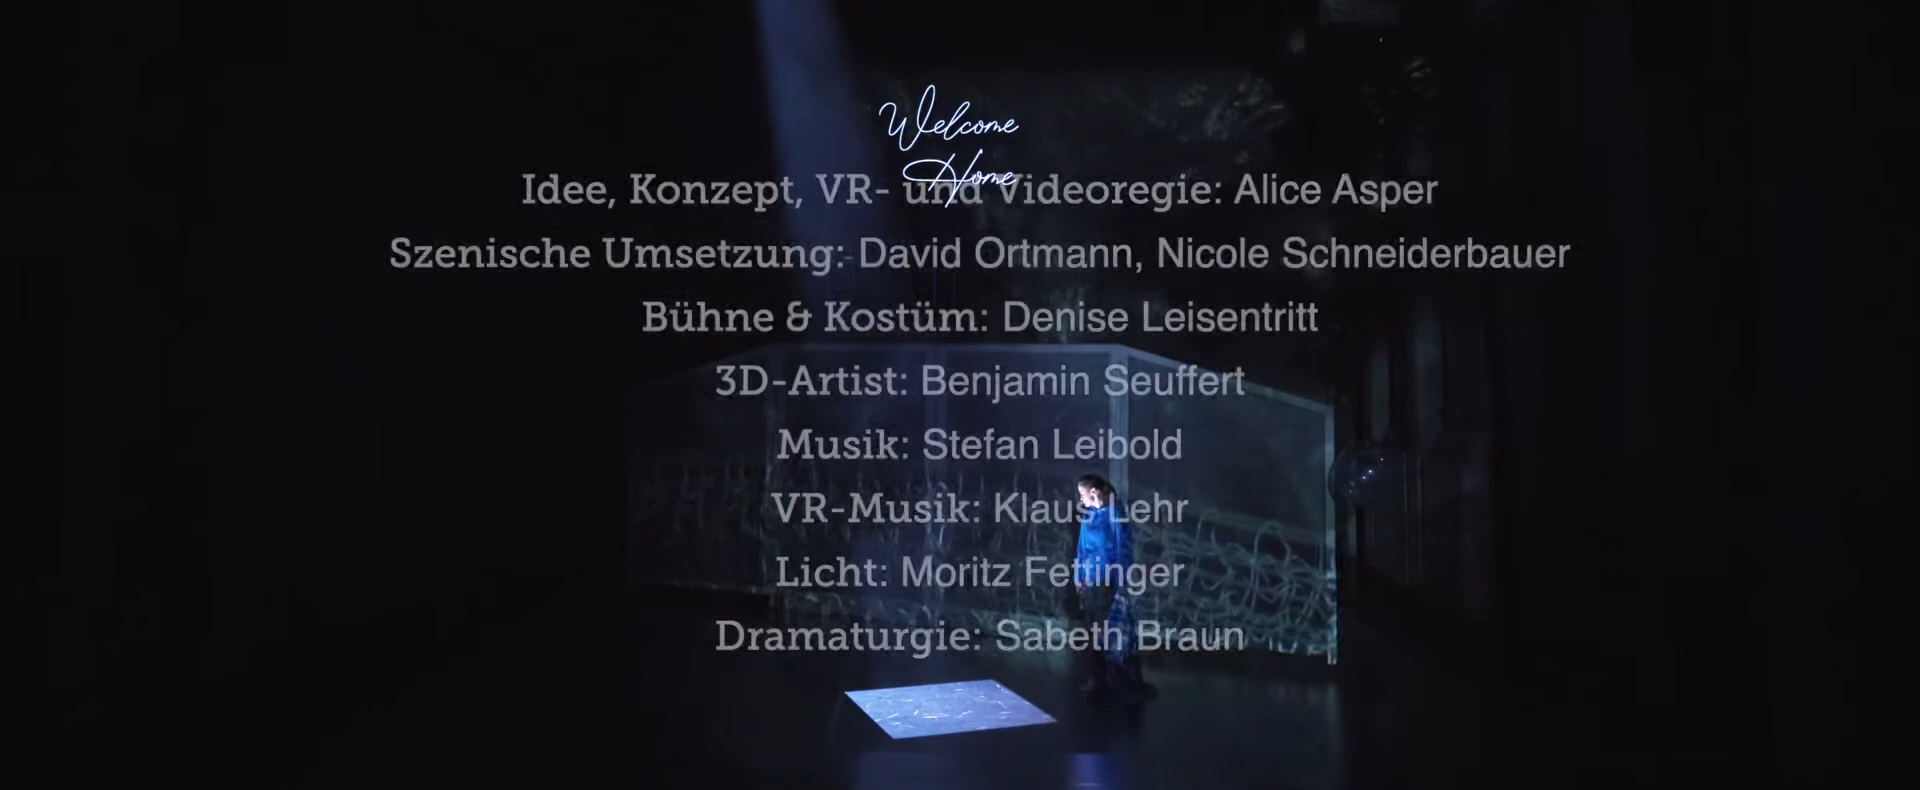 Welcome
Home
Idee, Konzept, VR- und Videoregie: Alice Asper
Szenische Umsetzung: David Ortmann, Nicole Schneiderbauer
Bühne & Kostüm: Denise Leisentritt
3D-Artist: Benjamin Seuffert
Musik: Stefan Leibold
VR-Musik: Klaus Lehr
Licht: Moritz Fettinger
Dramaturgie: Sabeth Braun